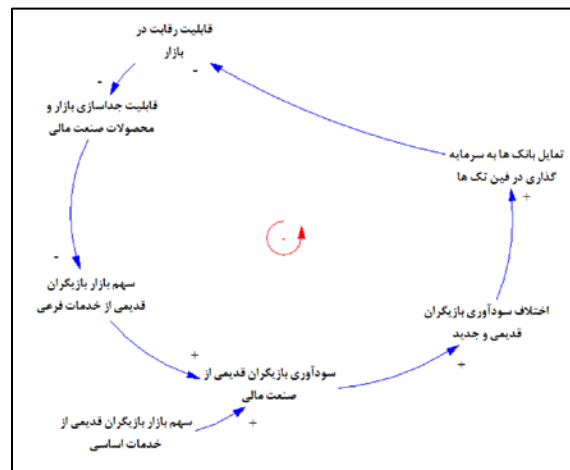 قابلیت رقابت در
بازار
-
-
قابلیت جداسازی بازار و
محصولات صنعت مالی
تمایل بانک ها به سرمایه
گذاری در فین تک ها
+
-
-
سهم بازار بازیگران
قدیمی از خدمات فرعی
اختلاف سودآوری بازیگران
قدیمی و جدید
+
+
سودآوری بازیگران قدیمی از
صنعت مالی
+
سهم بازار بازیگران قدیمی از
خدمات اساسی